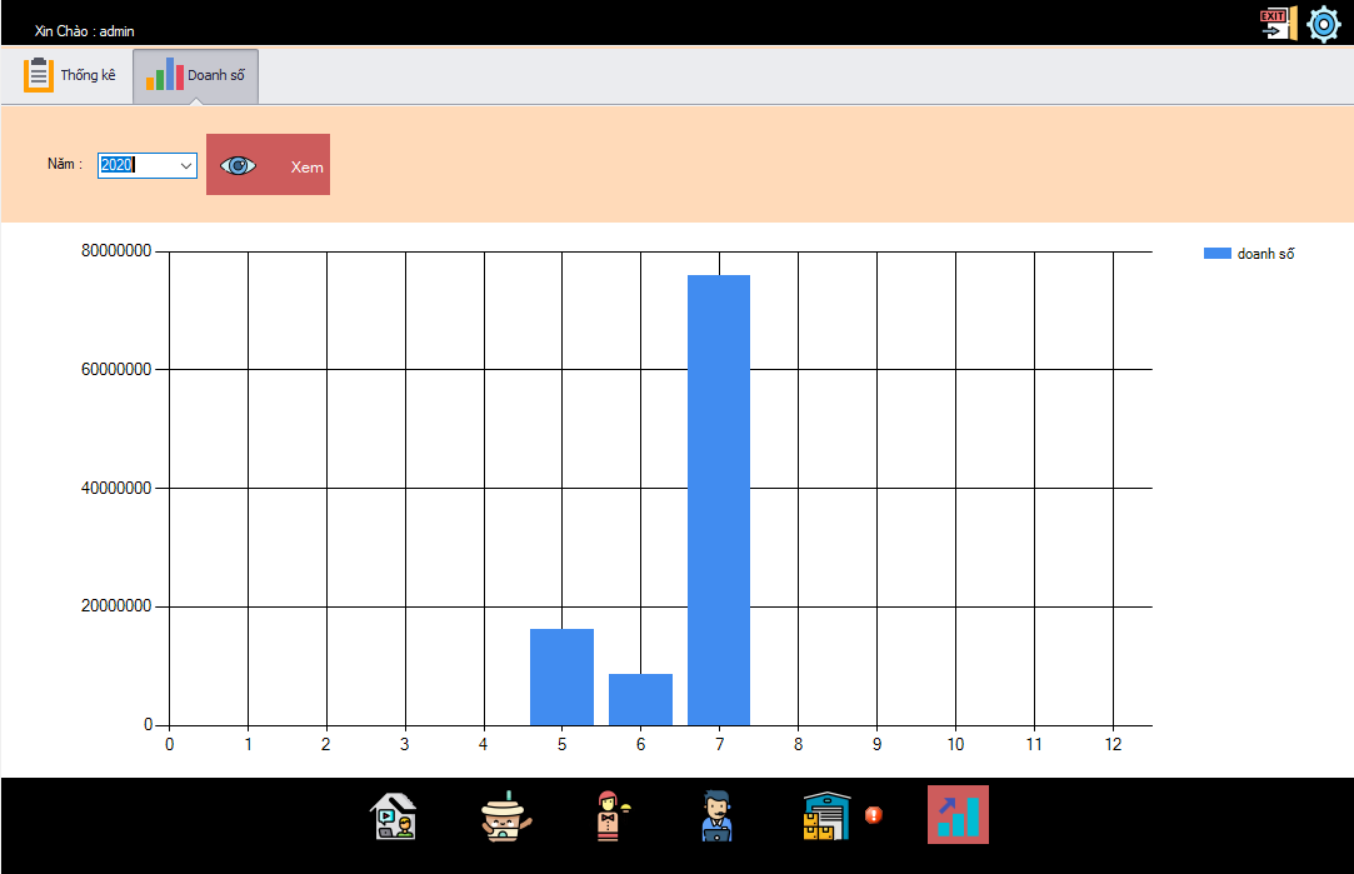 Xin Chào : admin
EXIT
Thống kê
Doanh số
Năm :
2020
Xem
80000000
60000000
40000000
20000000
0
0 1 2 3 4 5 6 7 8 9 10 11 12
doanh số